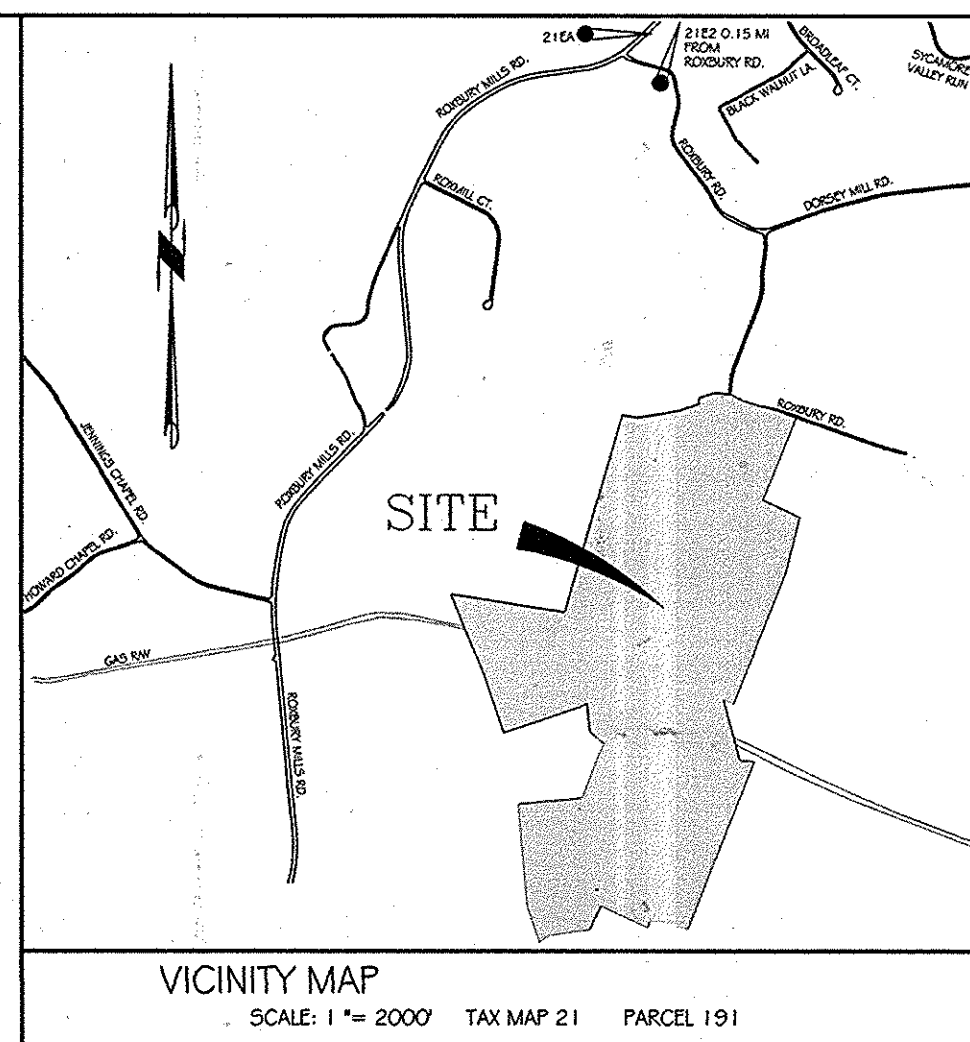 21EA
21E2 0.15 MI
FROM
ROXBURY RD.
BROADLEAF CT.
SYCAMORE
VALLEY RUN
BLACK WALNUT LA.
ROXBURY MILLS RD.
ROXBURY RD.
DORSEY MILL RD.
ROXMILL CT.
ROXBURY RD.
JENNINGS CHAPEL RD.
ROXBURY MILLS RD.
SITE
HOWARD CHAPEL RD.
GAS R/W
ROXBURY MILLS RD.
N
VICINITY MAP
SCALE: 1 "= 2000' TAX MAP 21 PARCEL 191